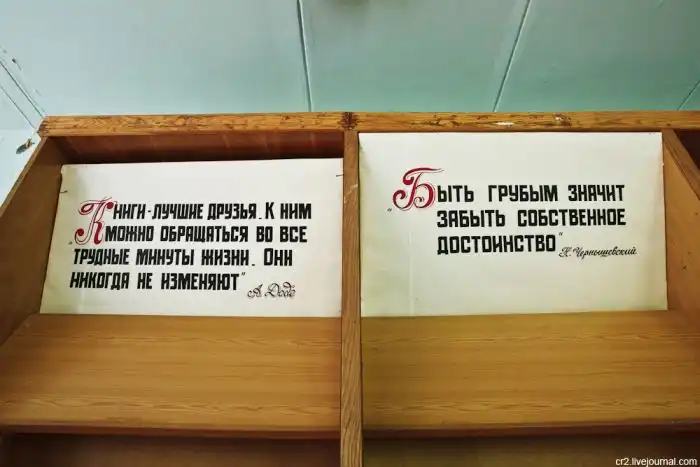 "Книги-лучшие друзья. К ним
можно обращаться во все
трудные минуты жизни. Они
никогда не изменяют"
А. Доде
"Быть грубым значит
забыть собственное
достоинство"
Н. Чернышевский
cr2.livejournal.com